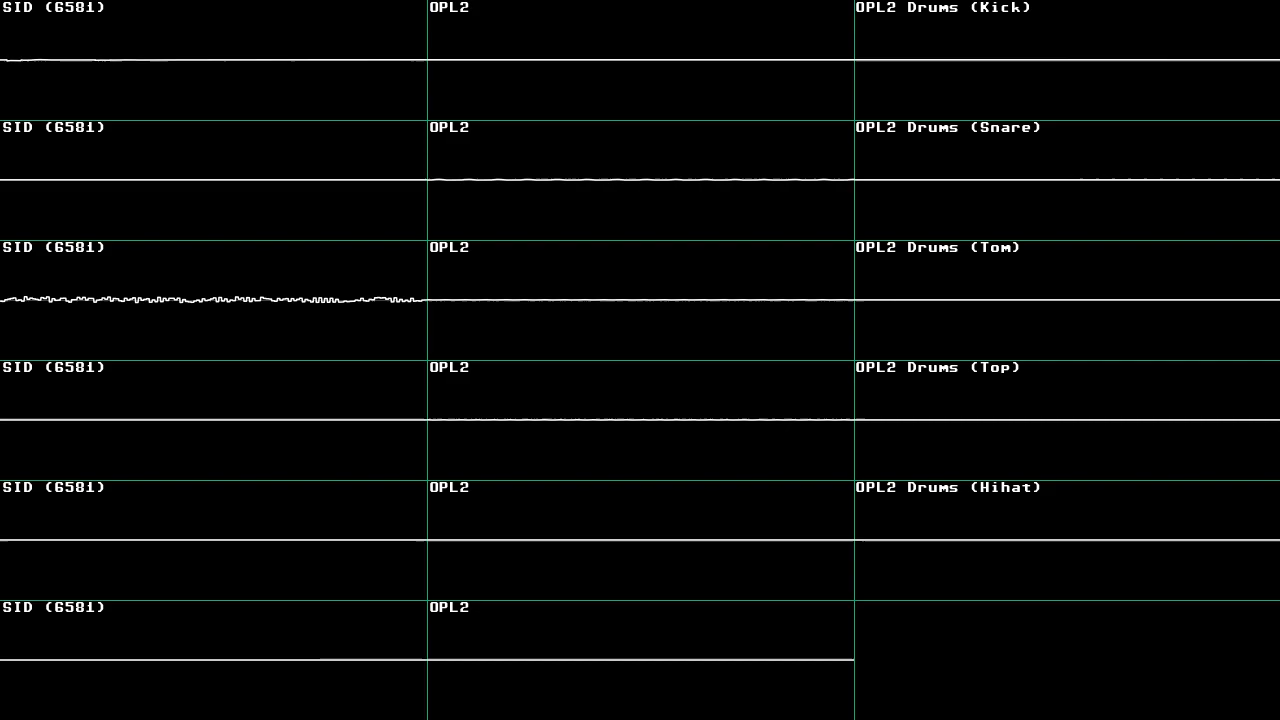 SID (6581)
OPL2
OPL2 Drums (Kick)
SID (6581)
OPL2
OPL2 Drums (Snare)
SID (6581)
OPL2
OPL2 Drums (Tom)
SID (6581)
OPL2
OPL2 Drums (Top)
SID (6581)
OPL2
OPL2 Drums (Hihat)
SID (6581)
OPL2